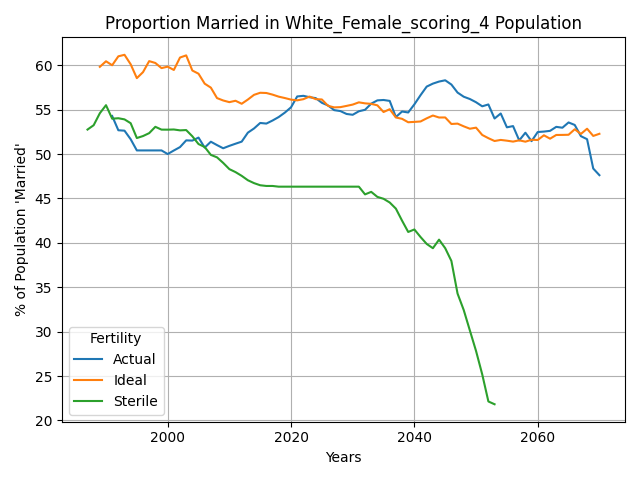 Proportion Married in White_Female_scoring_4 Population
60
55
50
45
40
35
30
25
20
% of Population 'Married'
Fertility
Actual
Ideal
Sterile
2000
2020
2040
2060
Years